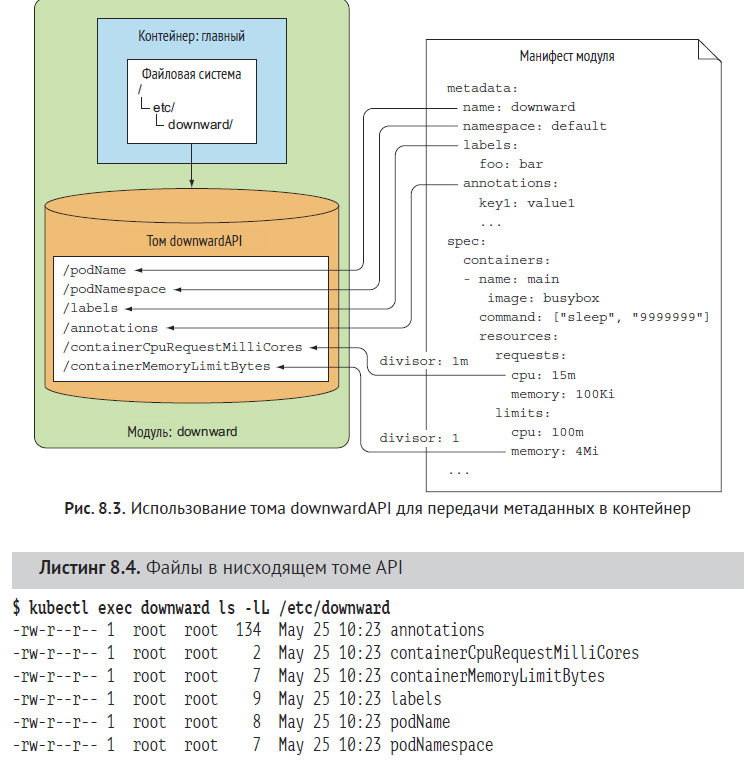 Контейнер: главный
Файловая система
/
etc/
downward/
Том downwardAPI
/podName
/podNamespace
/labels
/annotations
/containerCpuRequestMilliCores
/containerMemoryLimitBytes
Модуль: downward
divisor: 1m
divisor: 1
Манифест модуля
metadata:
name: downward
namespace: default
labels:
foo: bar
annotations:
key1: value1
...
spec:
containers:
- name: main
image: busybox
command: ["sleep", "9999999"]
resources:
requests:
cpu: 15m
memory: 100Ki
limits:
cpu: 100m
memory: 4Mi
...
Рис. 8.3. Использование тома downwardAPI для передачи метаданных в контейнер
Листинг 8.4. Файлы в нисходящем томе API
$ kubectl exec downward ls -lL /etc/downward
-rw-r--r-- 1 root root 134 May 25 10:23 annotations
-rw-r--r-- 1 root root 2 May 25 10:23 containerCpuRequestMilliCores
-rw-r--r-- 1 root root 7 May 25 10:23 containerMemoryLimitBytes
-rw-r--r-- 1 root root 9 May 25 10:23 labels
-rw-r--r-- 1 root root 8 May 25 10:23 podName
-rw-r--r-- 1 root root 7 May 25 10:23 podNamespace